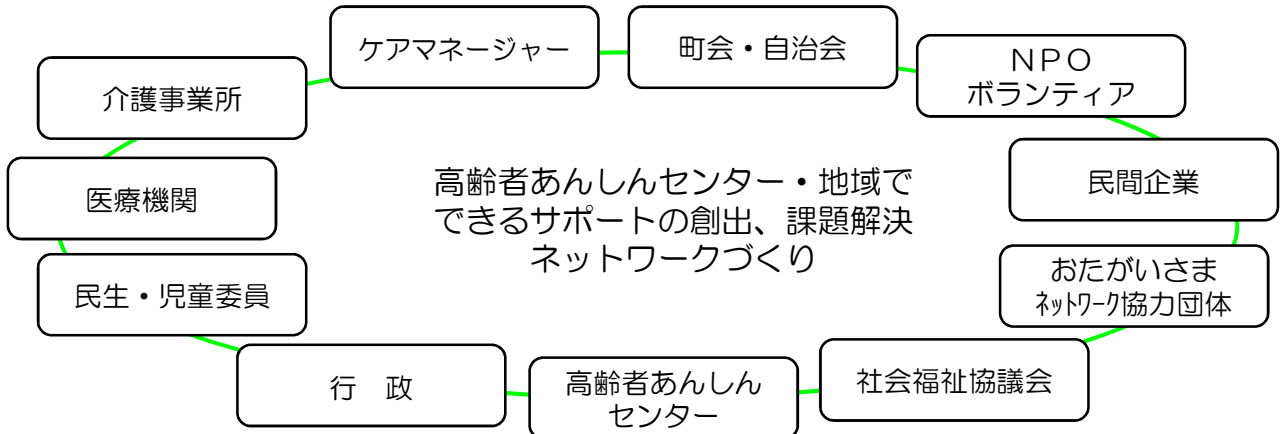 ケアマネージャー
町会・自治会
ＮＰＯ
ボランティア
介護事業所
民間企業
医療機関
高齢者あんしんセンター・地域で
できるサポートの創出、課題解決
ネットワークづくり
おたがいさま
ﾈｯﾄﾜｰｸ協力団体
民生・児童委員
社会福祉協議会
高齢者あんしん
センター
行　政